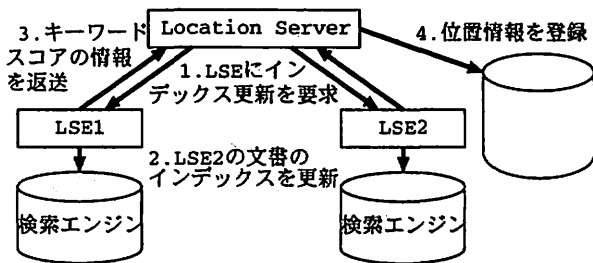 Location Server
3.キーワード
スコアの情報
を返送
4.位置情報を登録
1.LSEにイン
デックス更新を要求
LSE1
LSE2
2.LSE2の文書の
インデックスを更新
検索エンジン
検索エンジン